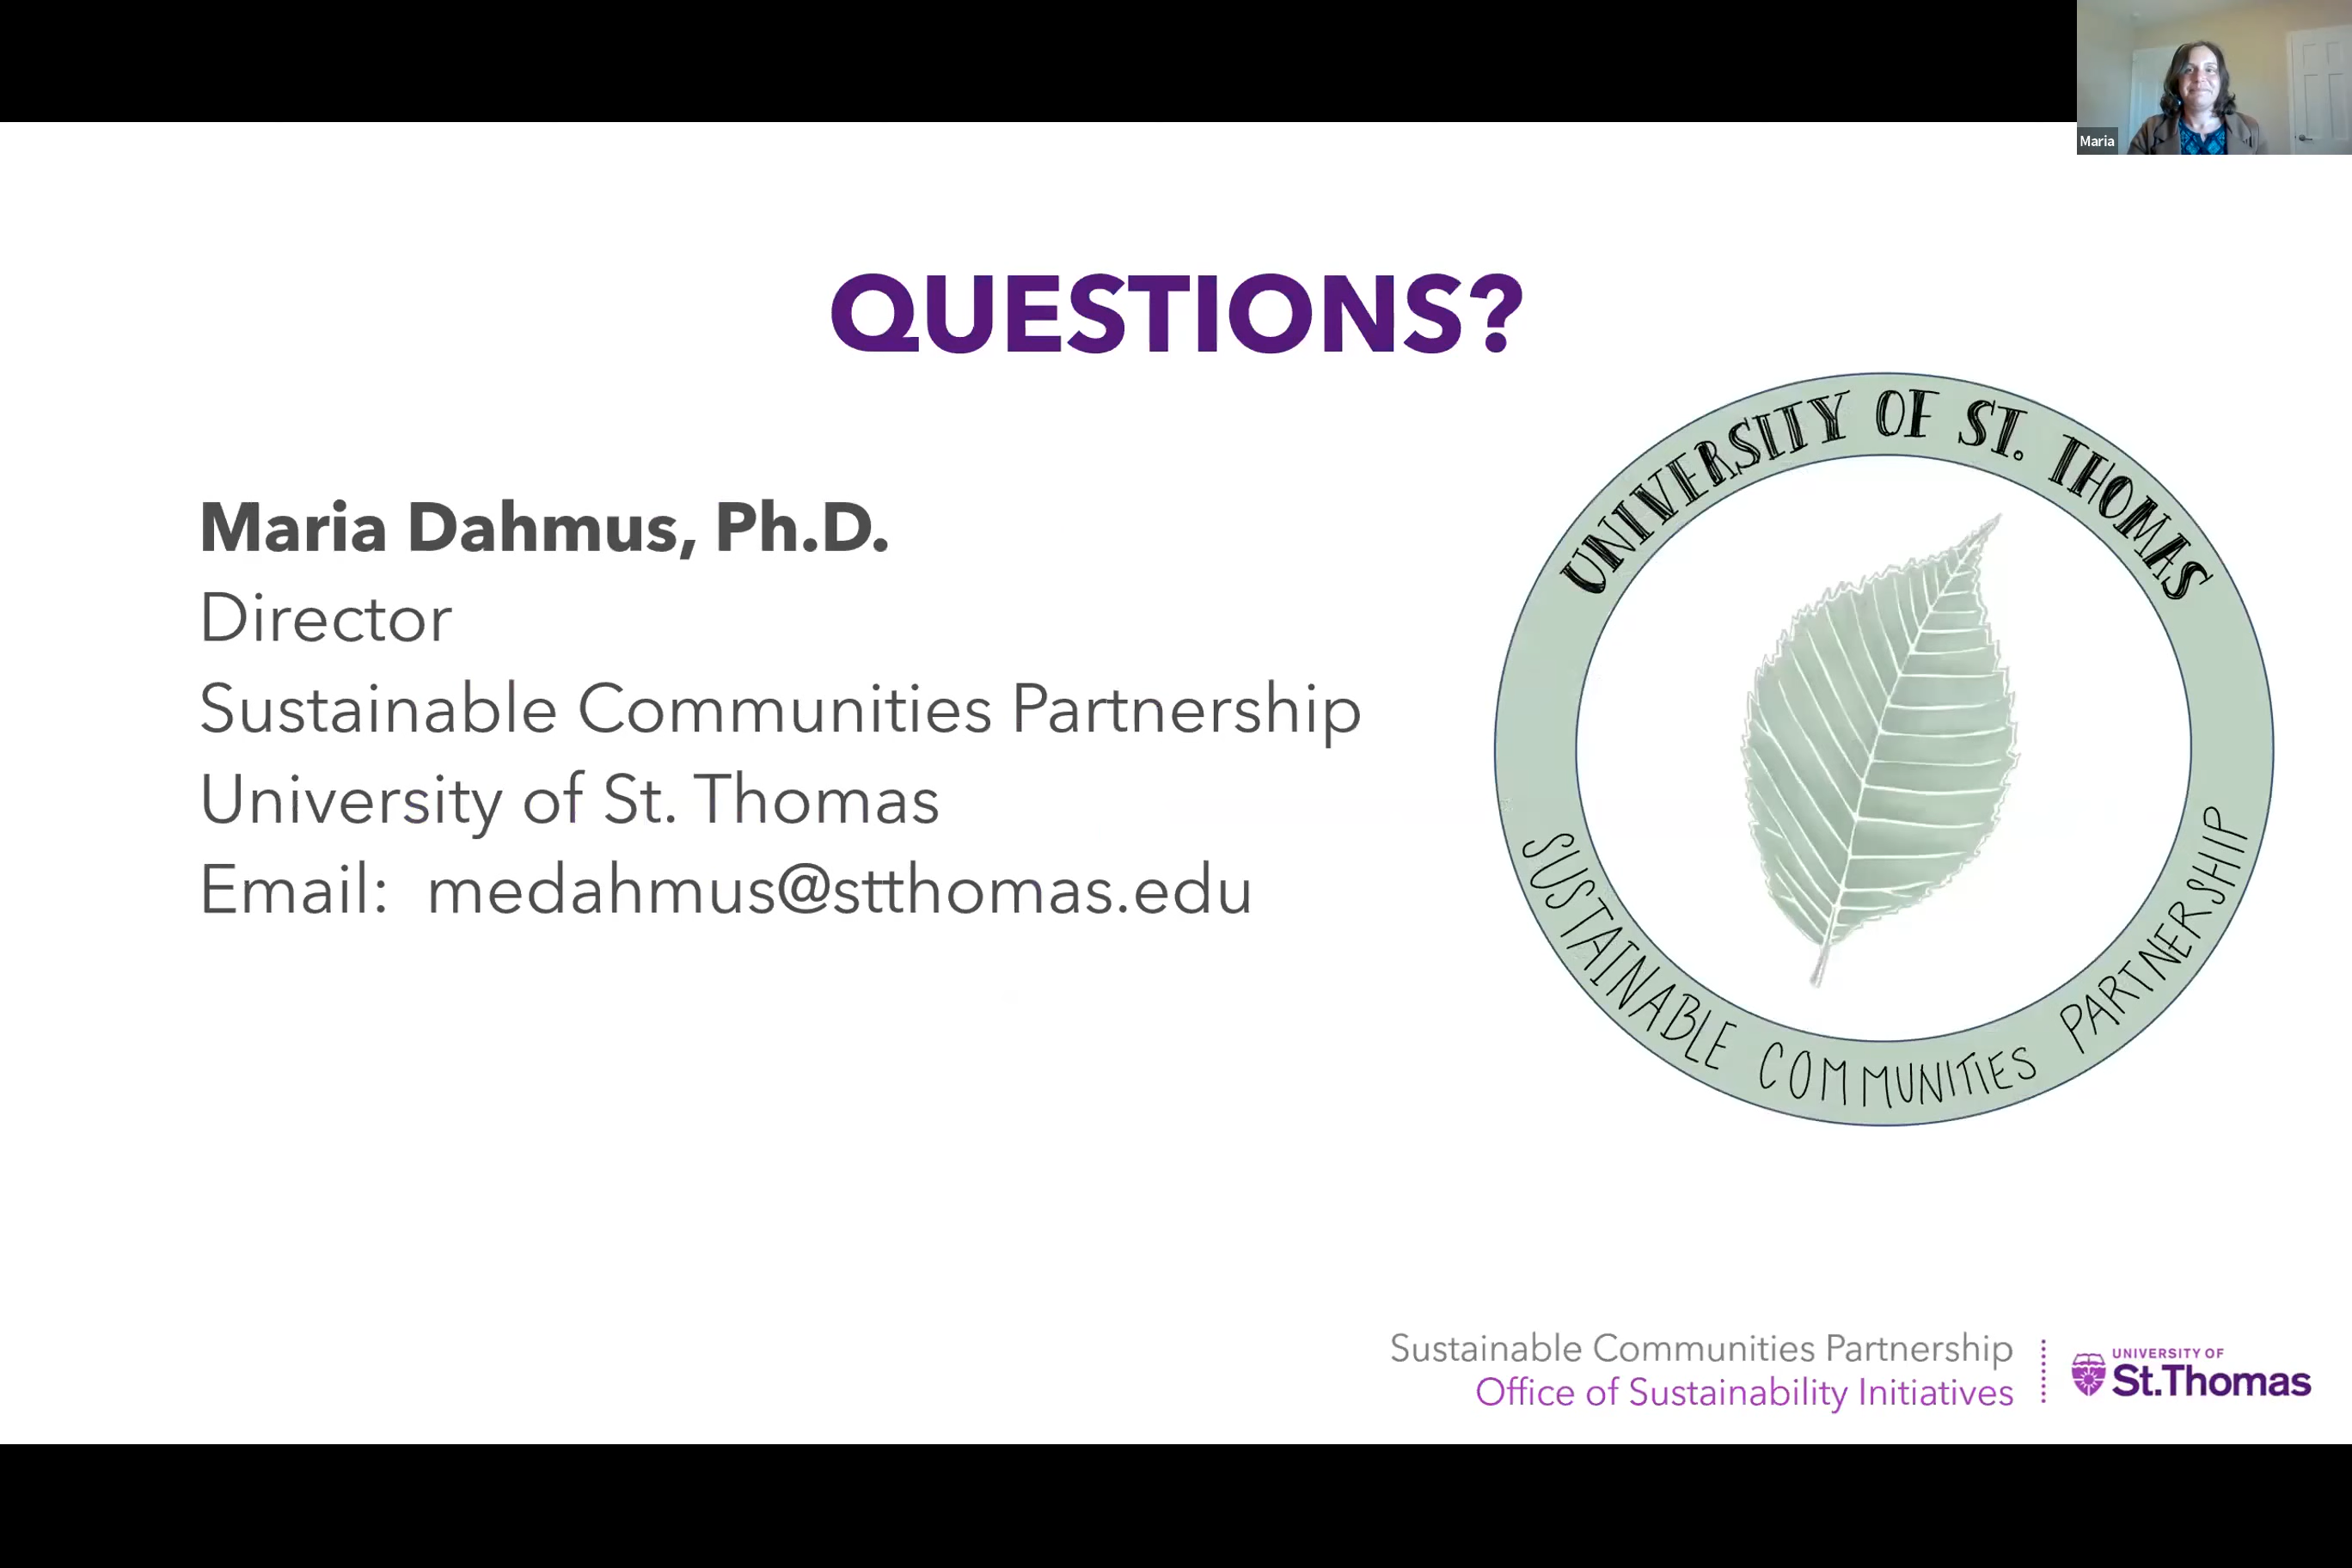 Maria
QUESTIONS?
Maria Dahmus, Ph.D.
Director
Sustainable Communities Partnership
University of St. Thomas
Email: medahmus@stthomas.edu
UNIVERSITY OF ST. THOMAS
SUSTAINABLE COMMUNITIES PARTNERSHIP
Sustainable Communities Partnership
Office of Sustainability Initiatives
UNIVERSITY OF
St.Thomas